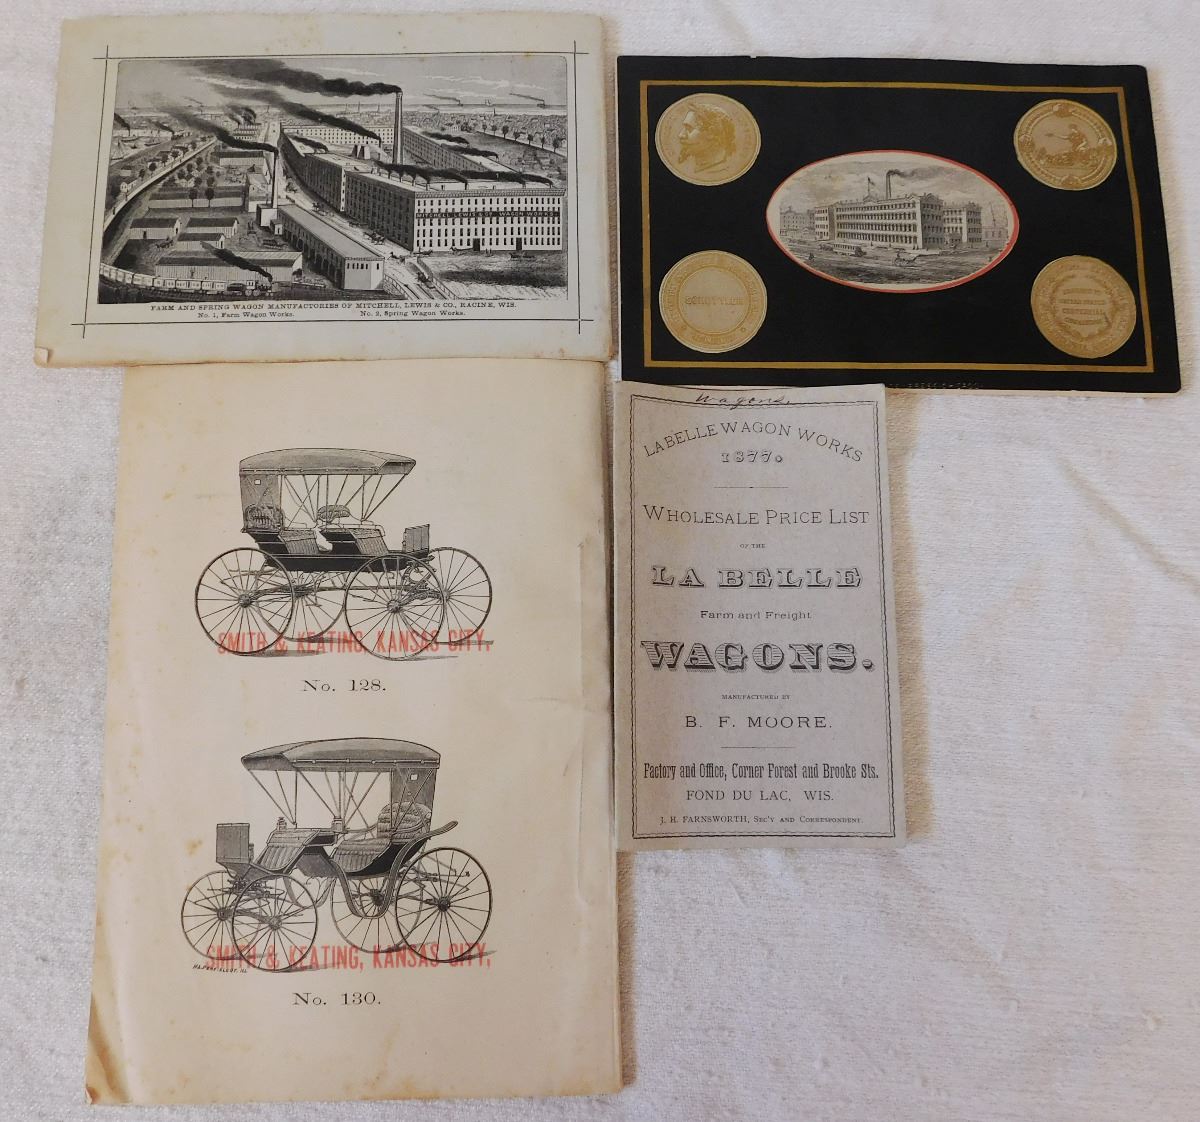 MITCHELL, LEWIS & CO. WAGON WORKS
FARM AND SPRING WAGON MANUFACTORIES OF MITCHELL, LEWIS & CO., RACINE, WIS.
No. 1, Farm Wagon Works. No. 2, Spring Wagon Works.
SMITH & KEATING, KANSAS CITY,
No. 128.
SMITH & KEATING, KANSAS CITY,
No. 130.
Wagons.
LA BELLE WAGON WORKS
1877.
WHOLESALE PRICE LIST
OF THE
LA BELLE
Farm and Freight
WAGONS.
MANUFACTURED BY
B. F. MOORE.
Factory and Office, Corner Forest and Brooke Sts.
FOND DU LAC, WIS.
J. H. FARNSWORTH, SEC'Y AND CORRESPONDENT.